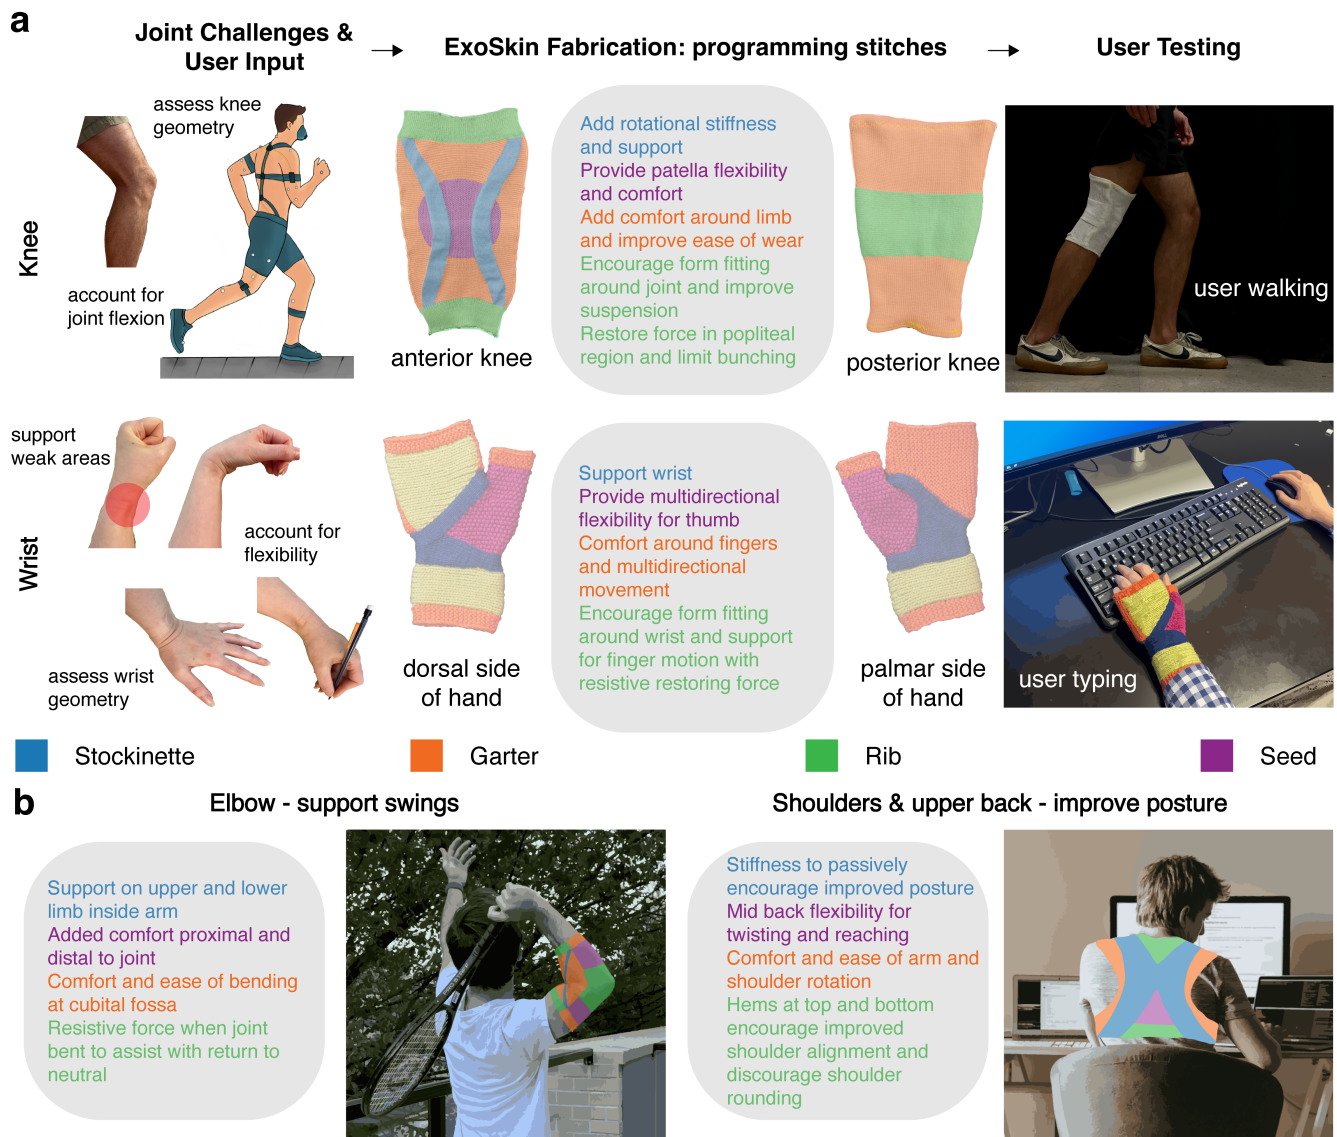 a
Joint Challenges &
User Input
ExoSkin Fabrication: programming stitches
User Testing
Knee
assess knee
geometry
account for
joint flexion
anterior knee
Add rotational stiffness
and support
Provide patella flexibility
and comfort
Add comfort around limb
and improve ease of wear
Encourage form fitting
around joint and improve
suspension
Restore force in popliteal
region and limit bunching
posterior knee
user walking
Wrist
support
weak areas
account for
flexibility
assess wrist
geometry
dorsal side
of hand
Support wrist
Provide multidirectional
flexibility for thumb
Comfort around fingers
and multidirectional
movement
Encourage form fitting
around wrist and support
for finger motion with
resistive restoring force
palmar side
of hand
user typing
Stockinette
Garter
Rib
Seed
b
Elbow - support swings
Support on upper and lower
limb inside arm
Added comfort proximal and
distal to joint
Comfort and ease of bending
at cubital fossa
Resistive force when joint
bent to assist with return to
neutral
Shoulders & upper back - improve posture
Stiffness to passively
encourage improved posture
Mid back flexibility for
twisting and reaching
Comfort and ease of arm and
shoulder rotation
Hems at top and bottom
encourage improved
shoulder alignment and
discourage shoulder
rounding